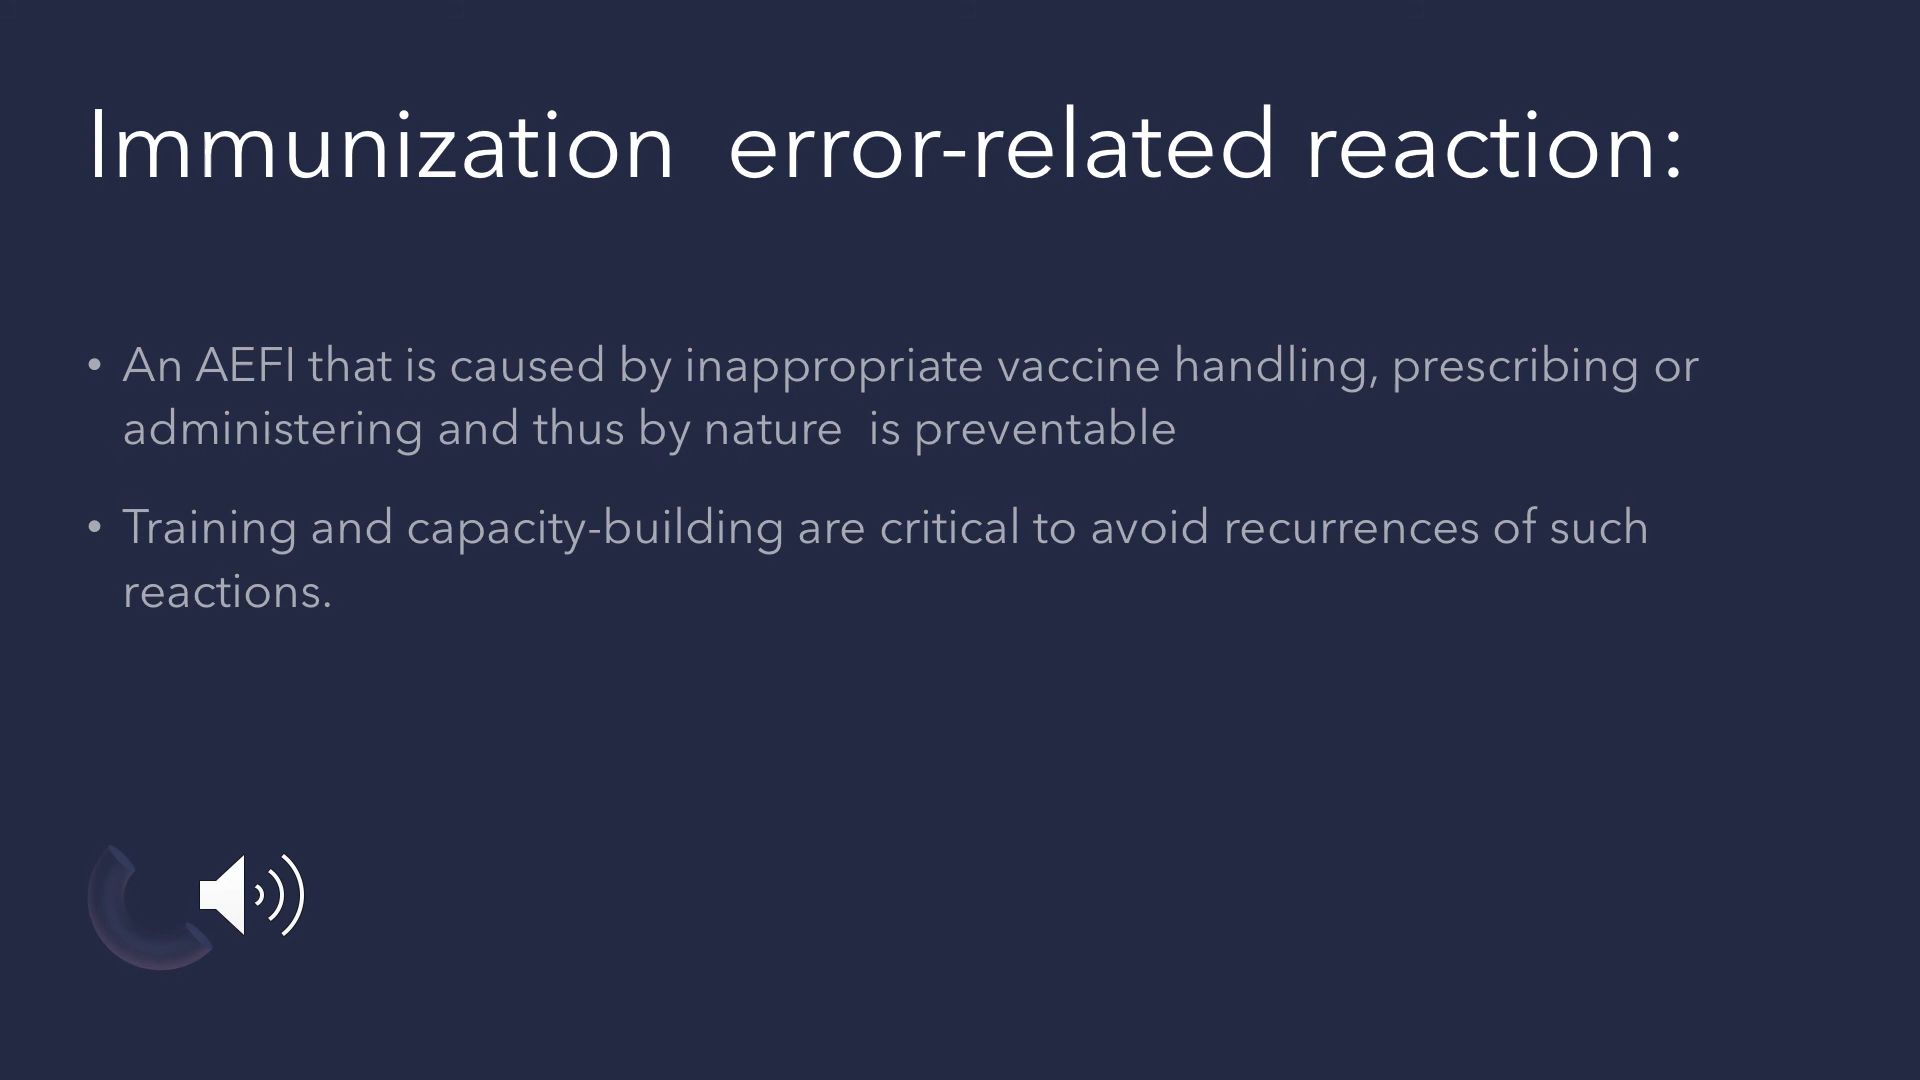 Immunization  error-related reaction:
• An AEFI that is caused by inappropriate vaccine handling, prescribing or
administering and thus by nature  is preventable
• Training and capacity-building are critical to avoid recurrences of such
reactions.